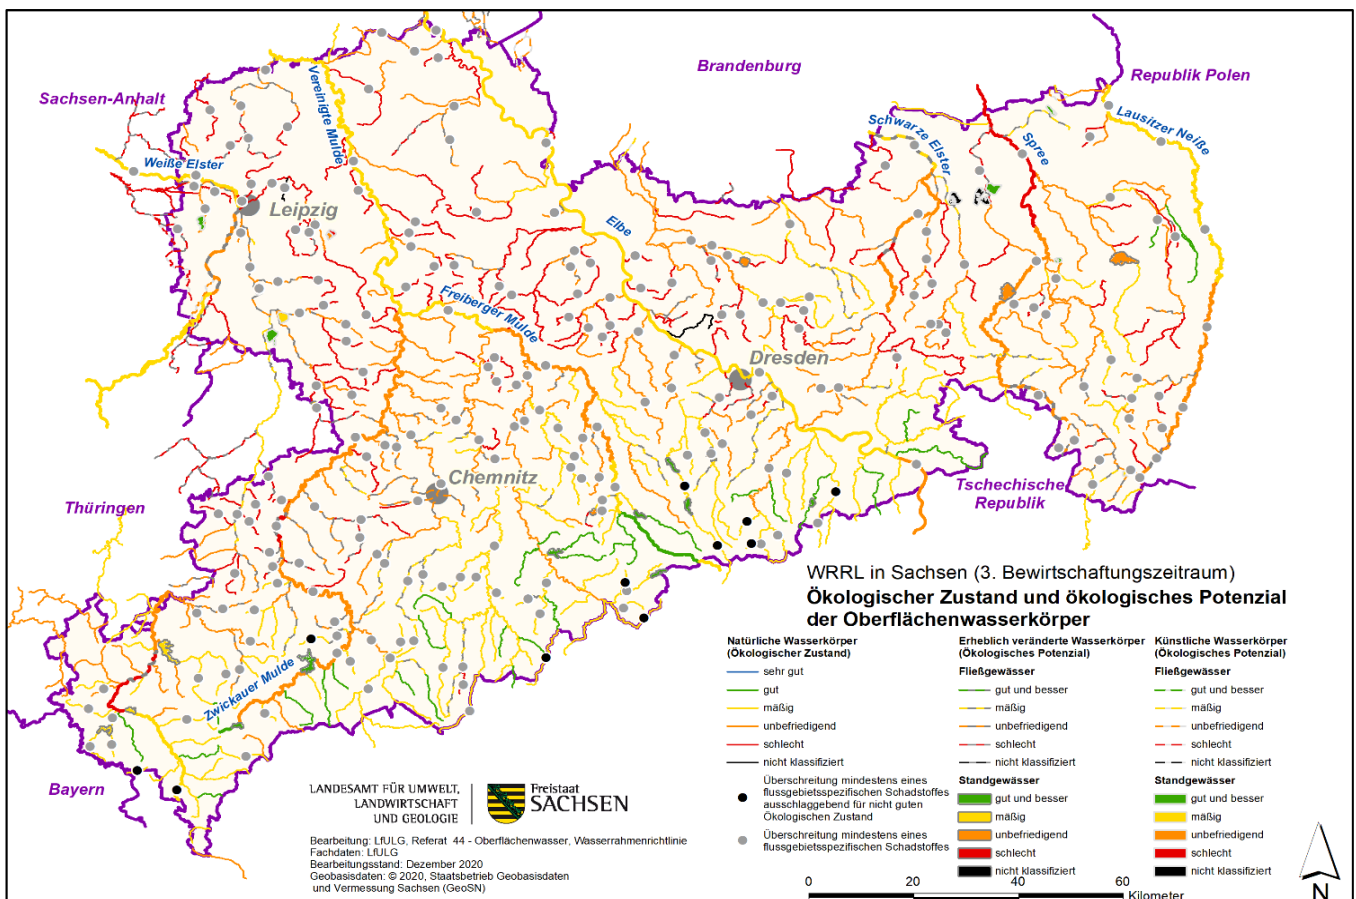 Brandenburg
Republik Polen
Sachsen-Anhalt
Vereinigte Mulde
Schwarze Elster
Spree
Lausitzer Neiße
Weiße Elster
Leipzig
Elbe
Freiberger Mulde
Dresden
Chemnitz
Tschechische
Republik
Thüringen
Zwickauer Mulde
Bayern
WRRL in Sachsen (3. Bewirtschaftungszeitraum)
Ökologischer Zustand und ökologisches Potenzial
der Oberflächenwasserkörper
Natürliche Wasserkörper
(Ökologischer Zustand)
sehr gut
gut
mäßig
unbefriedigend
schlecht
nicht klassifiziert
Überschreitung mindestens eines
flussgebietsspezifischen Schadstoffes
ausschlaggebend für nicht guten
Ökologischen Zustand
Überschreitung mindestens eines
flussgebietsspezifischen Schadstoffes
Erheblich veränderte Wasserkörper
(Ökologisches Potenzial)
Fließgewässer
gut und besser
mäßig
unbefriedigend
schlecht
nicht klassifiziert
Standgewässer
gut und besser
mäßig
unbefriedigend
schlecht
nicht klassifiziert
Künstliche Wasserkörper
(Ökologisches Potenzial)
Fließgewässer
gut und besser
mäßig
unbefriedigend
schlecht
nicht klassifiziert
Standgewässer
gut und besser
mäßig
unbefriedigend
schlecht
nicht klassifiziert
LANDESAMT FÜR UMWELT,
LANDWIRTSCHAFT
UND GEOLOGIE
Freistaat
SACHSEN
Bearbeitung: LfULG, Referat 44 - Oberflächenwasser, Wasserrahmenrichtlinie
Fachdaten: LfULG
Bearbeitungsstand: Dezember 2020
Geobasisdaten: © 2020, Staatsbetrieb Geobasisdaten
und Vermessung Sachsen (GeoSN)
0 20 40 60
Kilometer
N